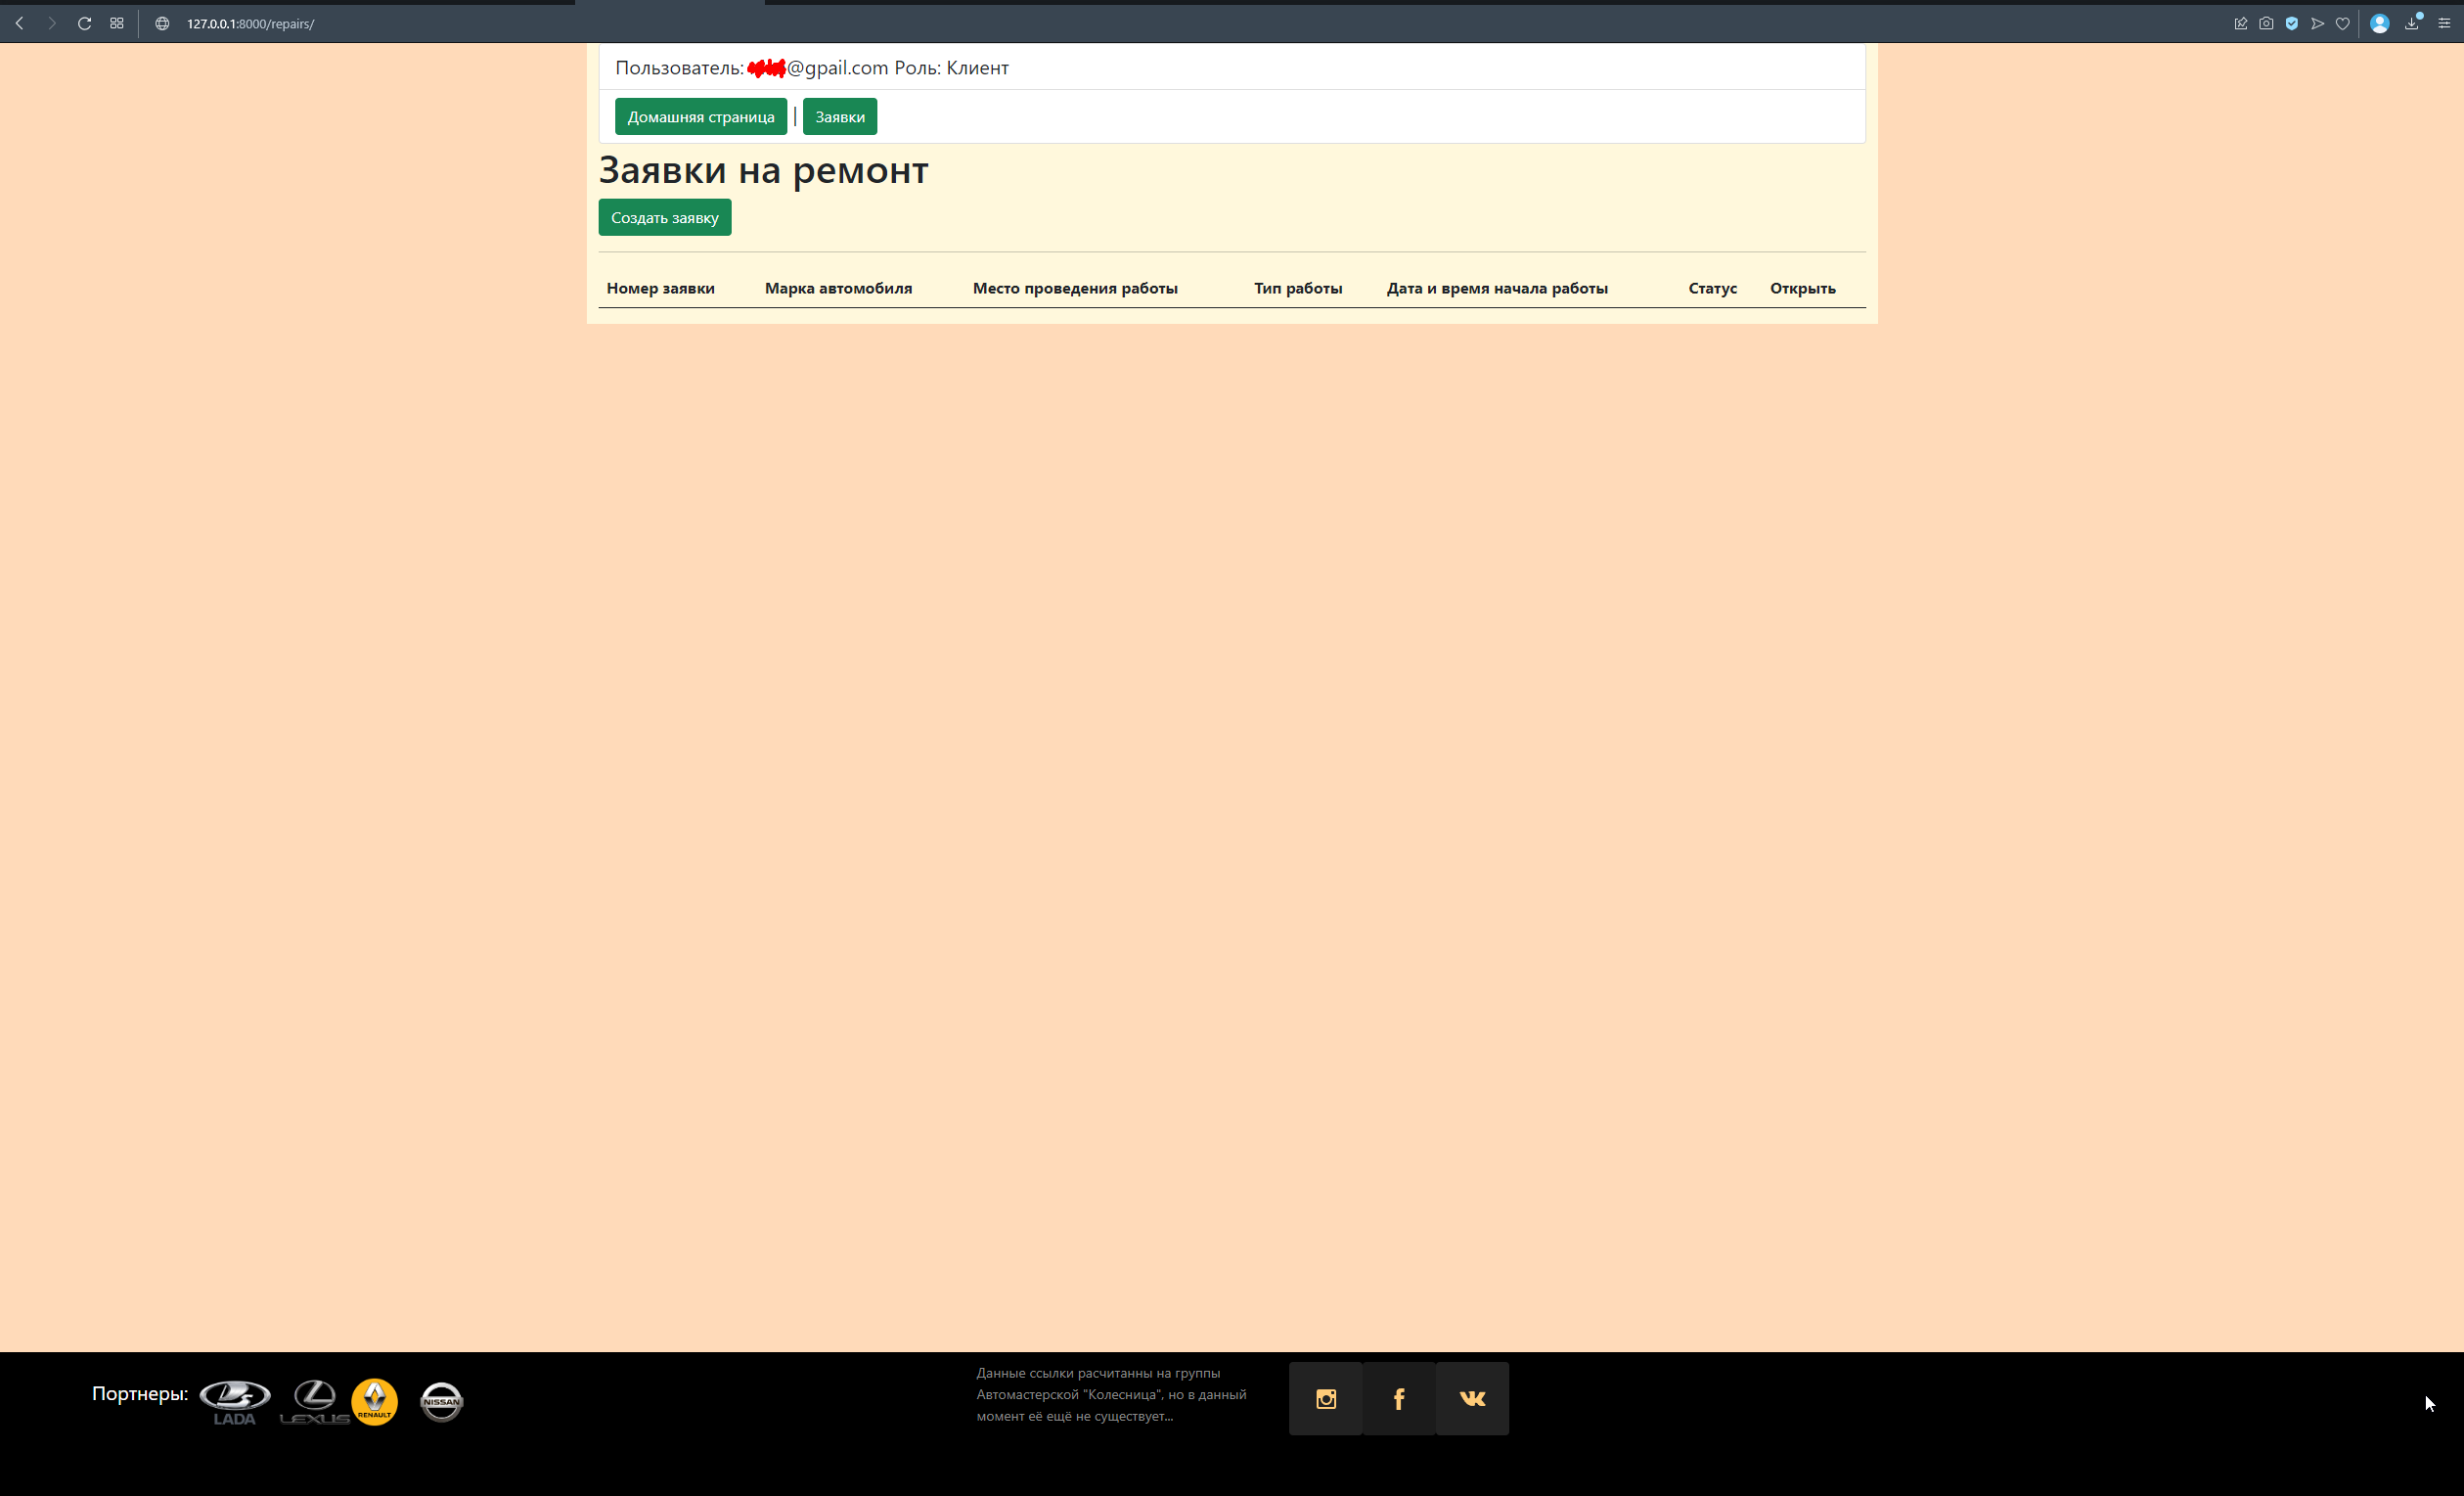 127.0.0.1:8000/repairs/
Пользователь: @gpail.com Роль: Клиент
Домашняя страница | Заявки
Заявки на ремонт
Создать заявку
Номер заявки Марка автомобиля Место проведения работы Тип работы Дата и время начала работы Статус Открыть
Партнеры: LADA LEXUS RENAULT NISSAN
Данные ссылки расчитанны на группы
Автомастерской "Колесница", но в данный
момент её ещё не существует...